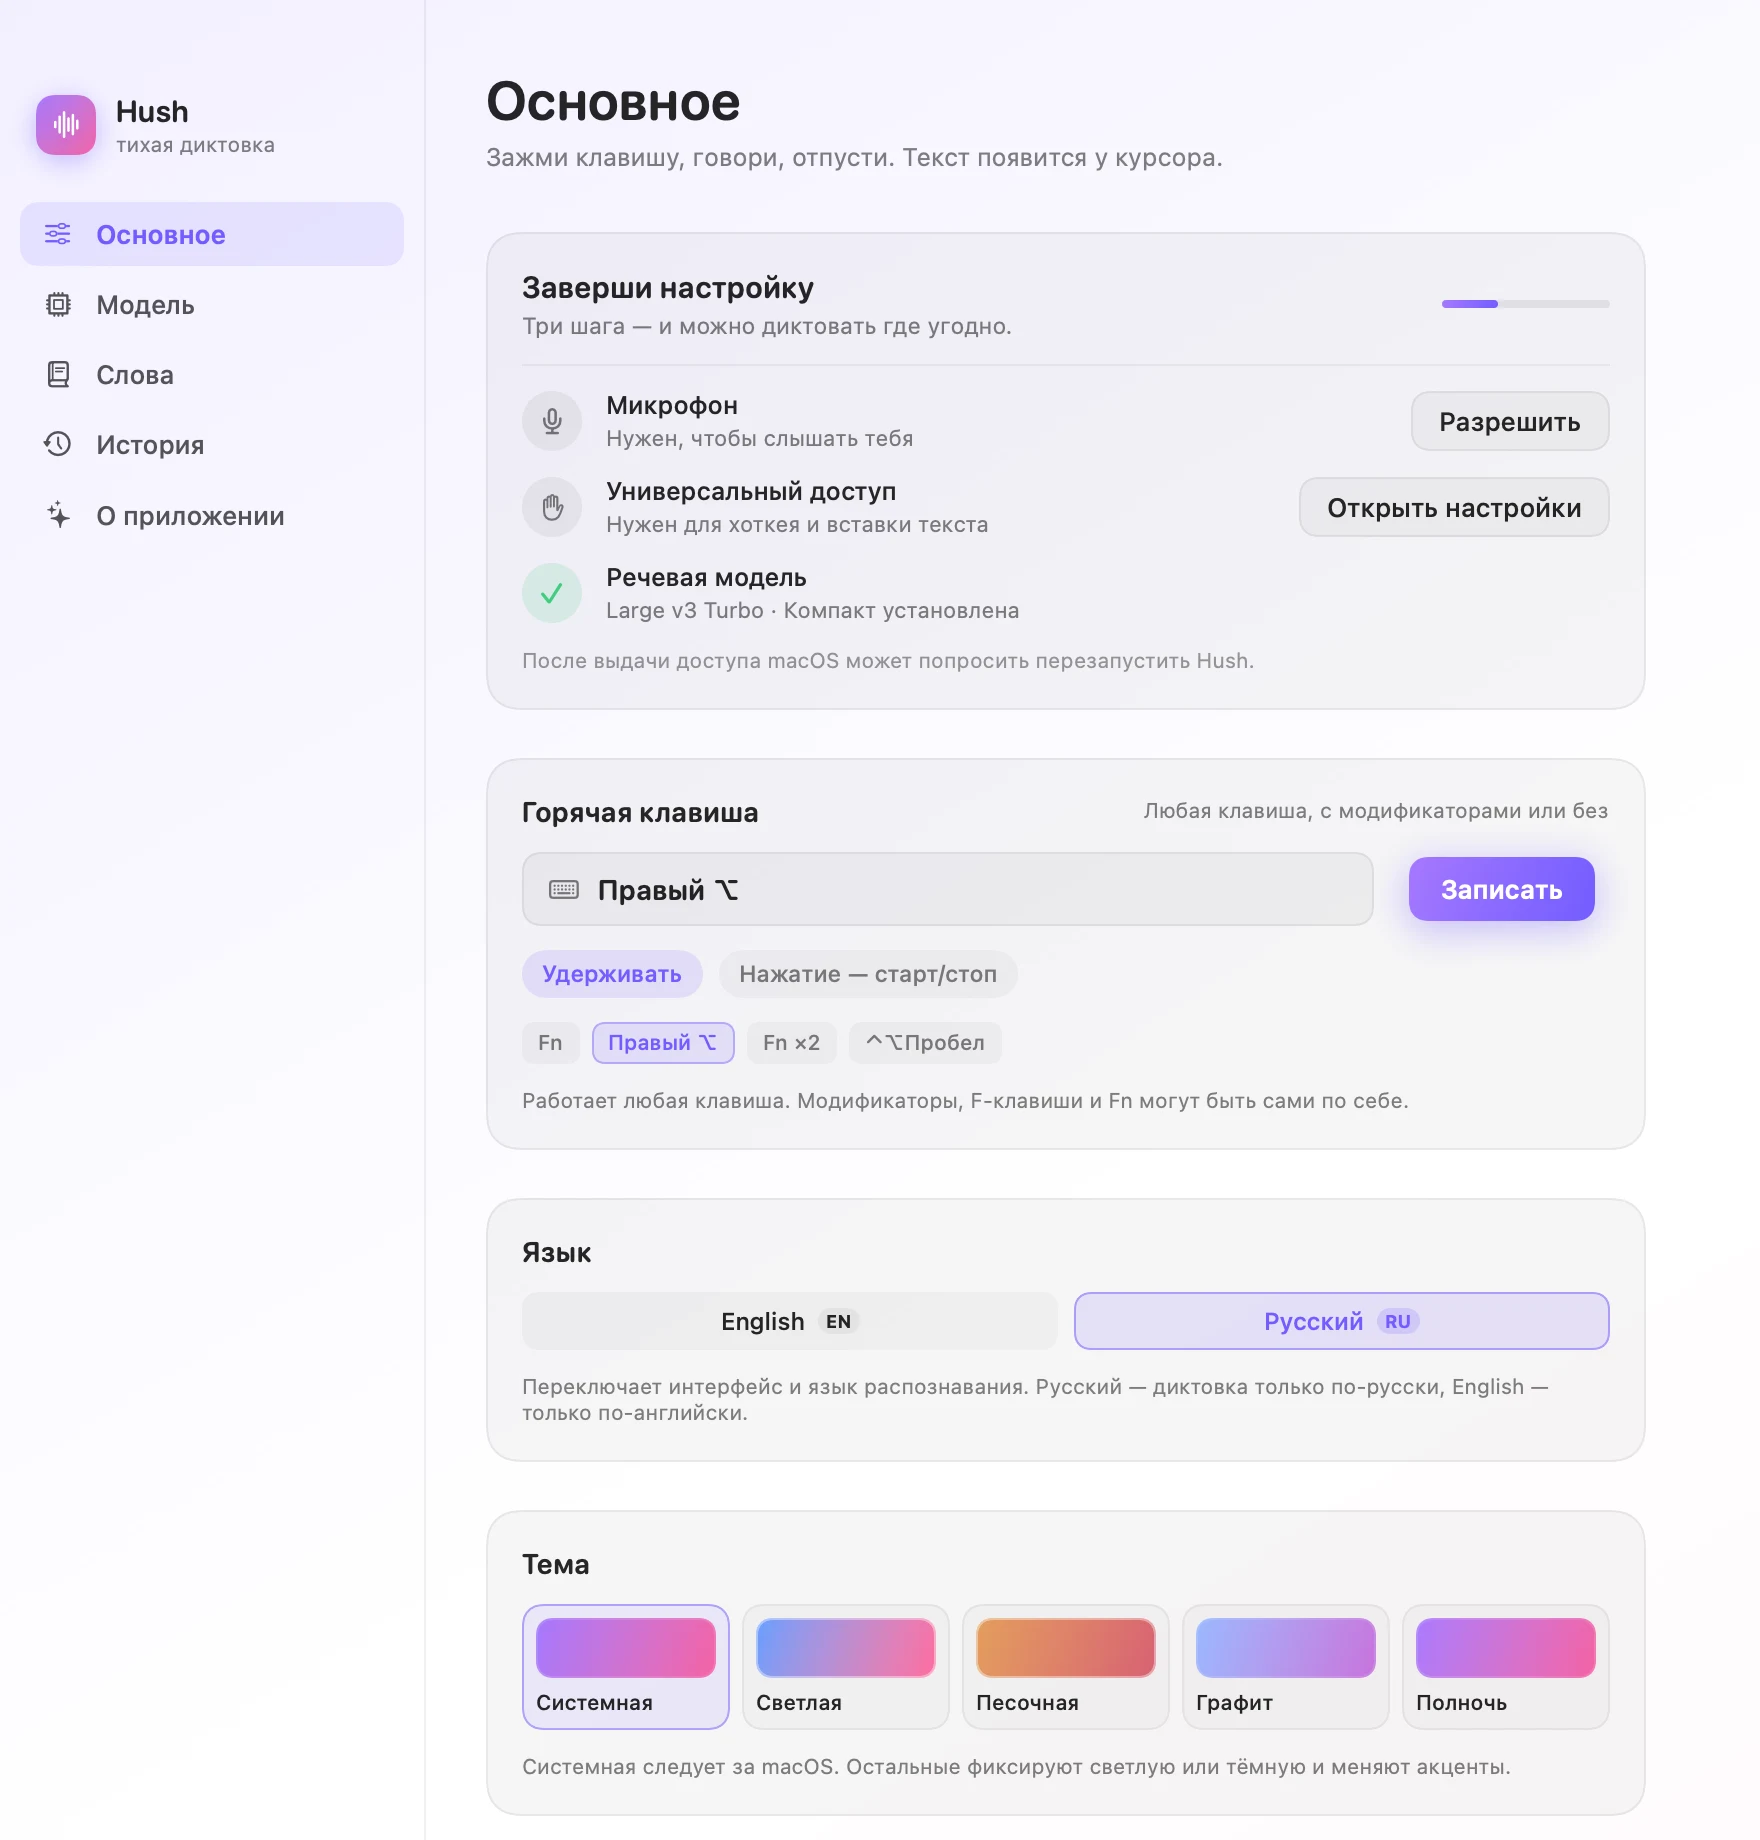 Hush
тихая диктовка
Основное
Модель
Слова
История
О приложении
Основное
Зажми клавишу, говори, отпусти. Текст появится у курсора.
Заверши настройку
Три шага — и можно диктовать где угодно.
Микрофон
Нужен, чтобы слышать тебя
Разрешить
Универсальный доступ
Нужен для хоткея и вставки текста
Открыть настройки
Речевая модель
Large v3 Turbo · Компакт установлена
После выдачи доступа macOS может попросить перезапустить Hush.
Горячая клавиша
Любая клавиша, с модификаторами или без
Правый ⌥
Записать
Удерживать
Нажатие — старт/стоп
Fn
Правый ⌥
Fn ×2
⌃⌥Пробел
Работает любая клавиша. Модификаторы, F-клавиши и Fn могут быть сами по себе.
Язык
English EN
Русский RU
Переключает интерфейс и язык распознавания. Русский — диктовка только по-русски, English —
только по-английски.
Тема
Системная
Светлая
Песочная
Графит
Полночь
Системная следует за macOS. Остальные фиксируют светлую или тёмную и меняют акценты.